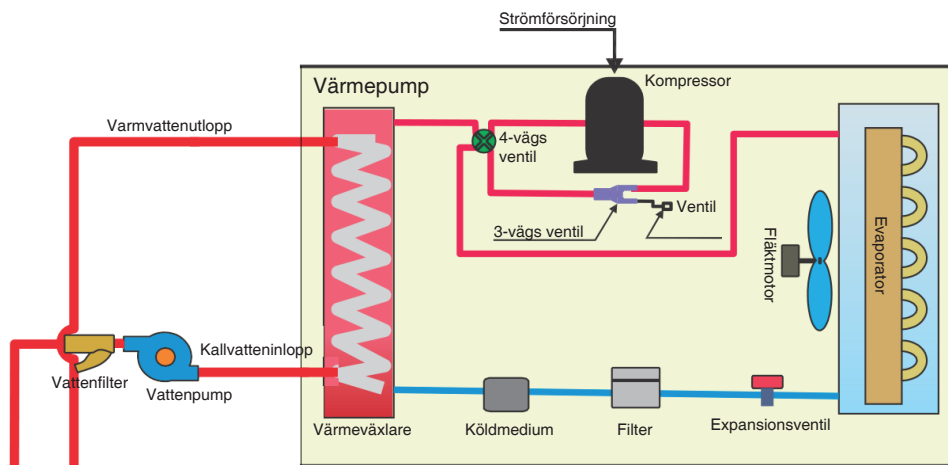 Strömförsörjning
Värmepump
Kompressor
Varmvattenutlopp
4-vägs
ventil
Ventil
3-vägs ventil
Fläktmotor
Evaporator
Kallvatteninlopp
Vattenfilter
Vattenpump
Värmeväxlare
Köldmedium
Filter
Expansionsventil